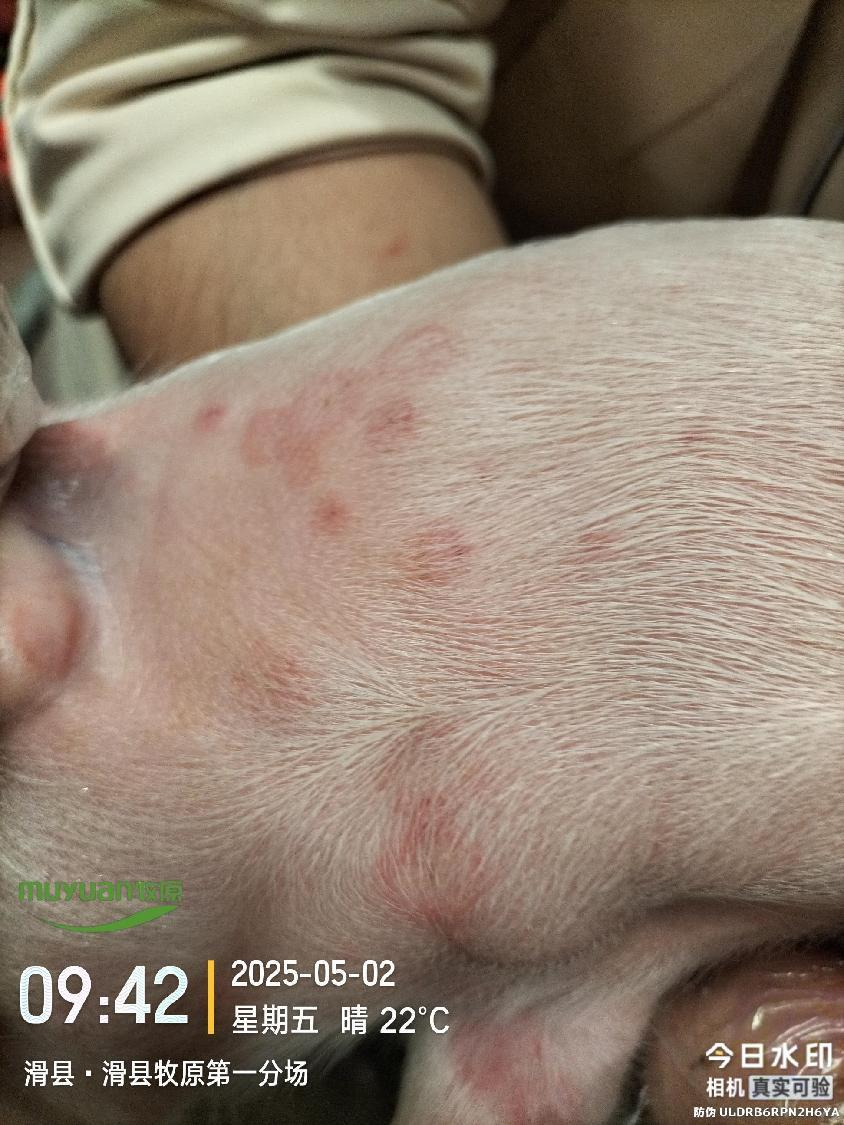 muyuan牧原
09:42
2025-05-02
星期五 晴 22℃
滑县·滑县牧原第一分场
今日水印
相机 真实可验
防伪 ULDRB6RPN2H6YA